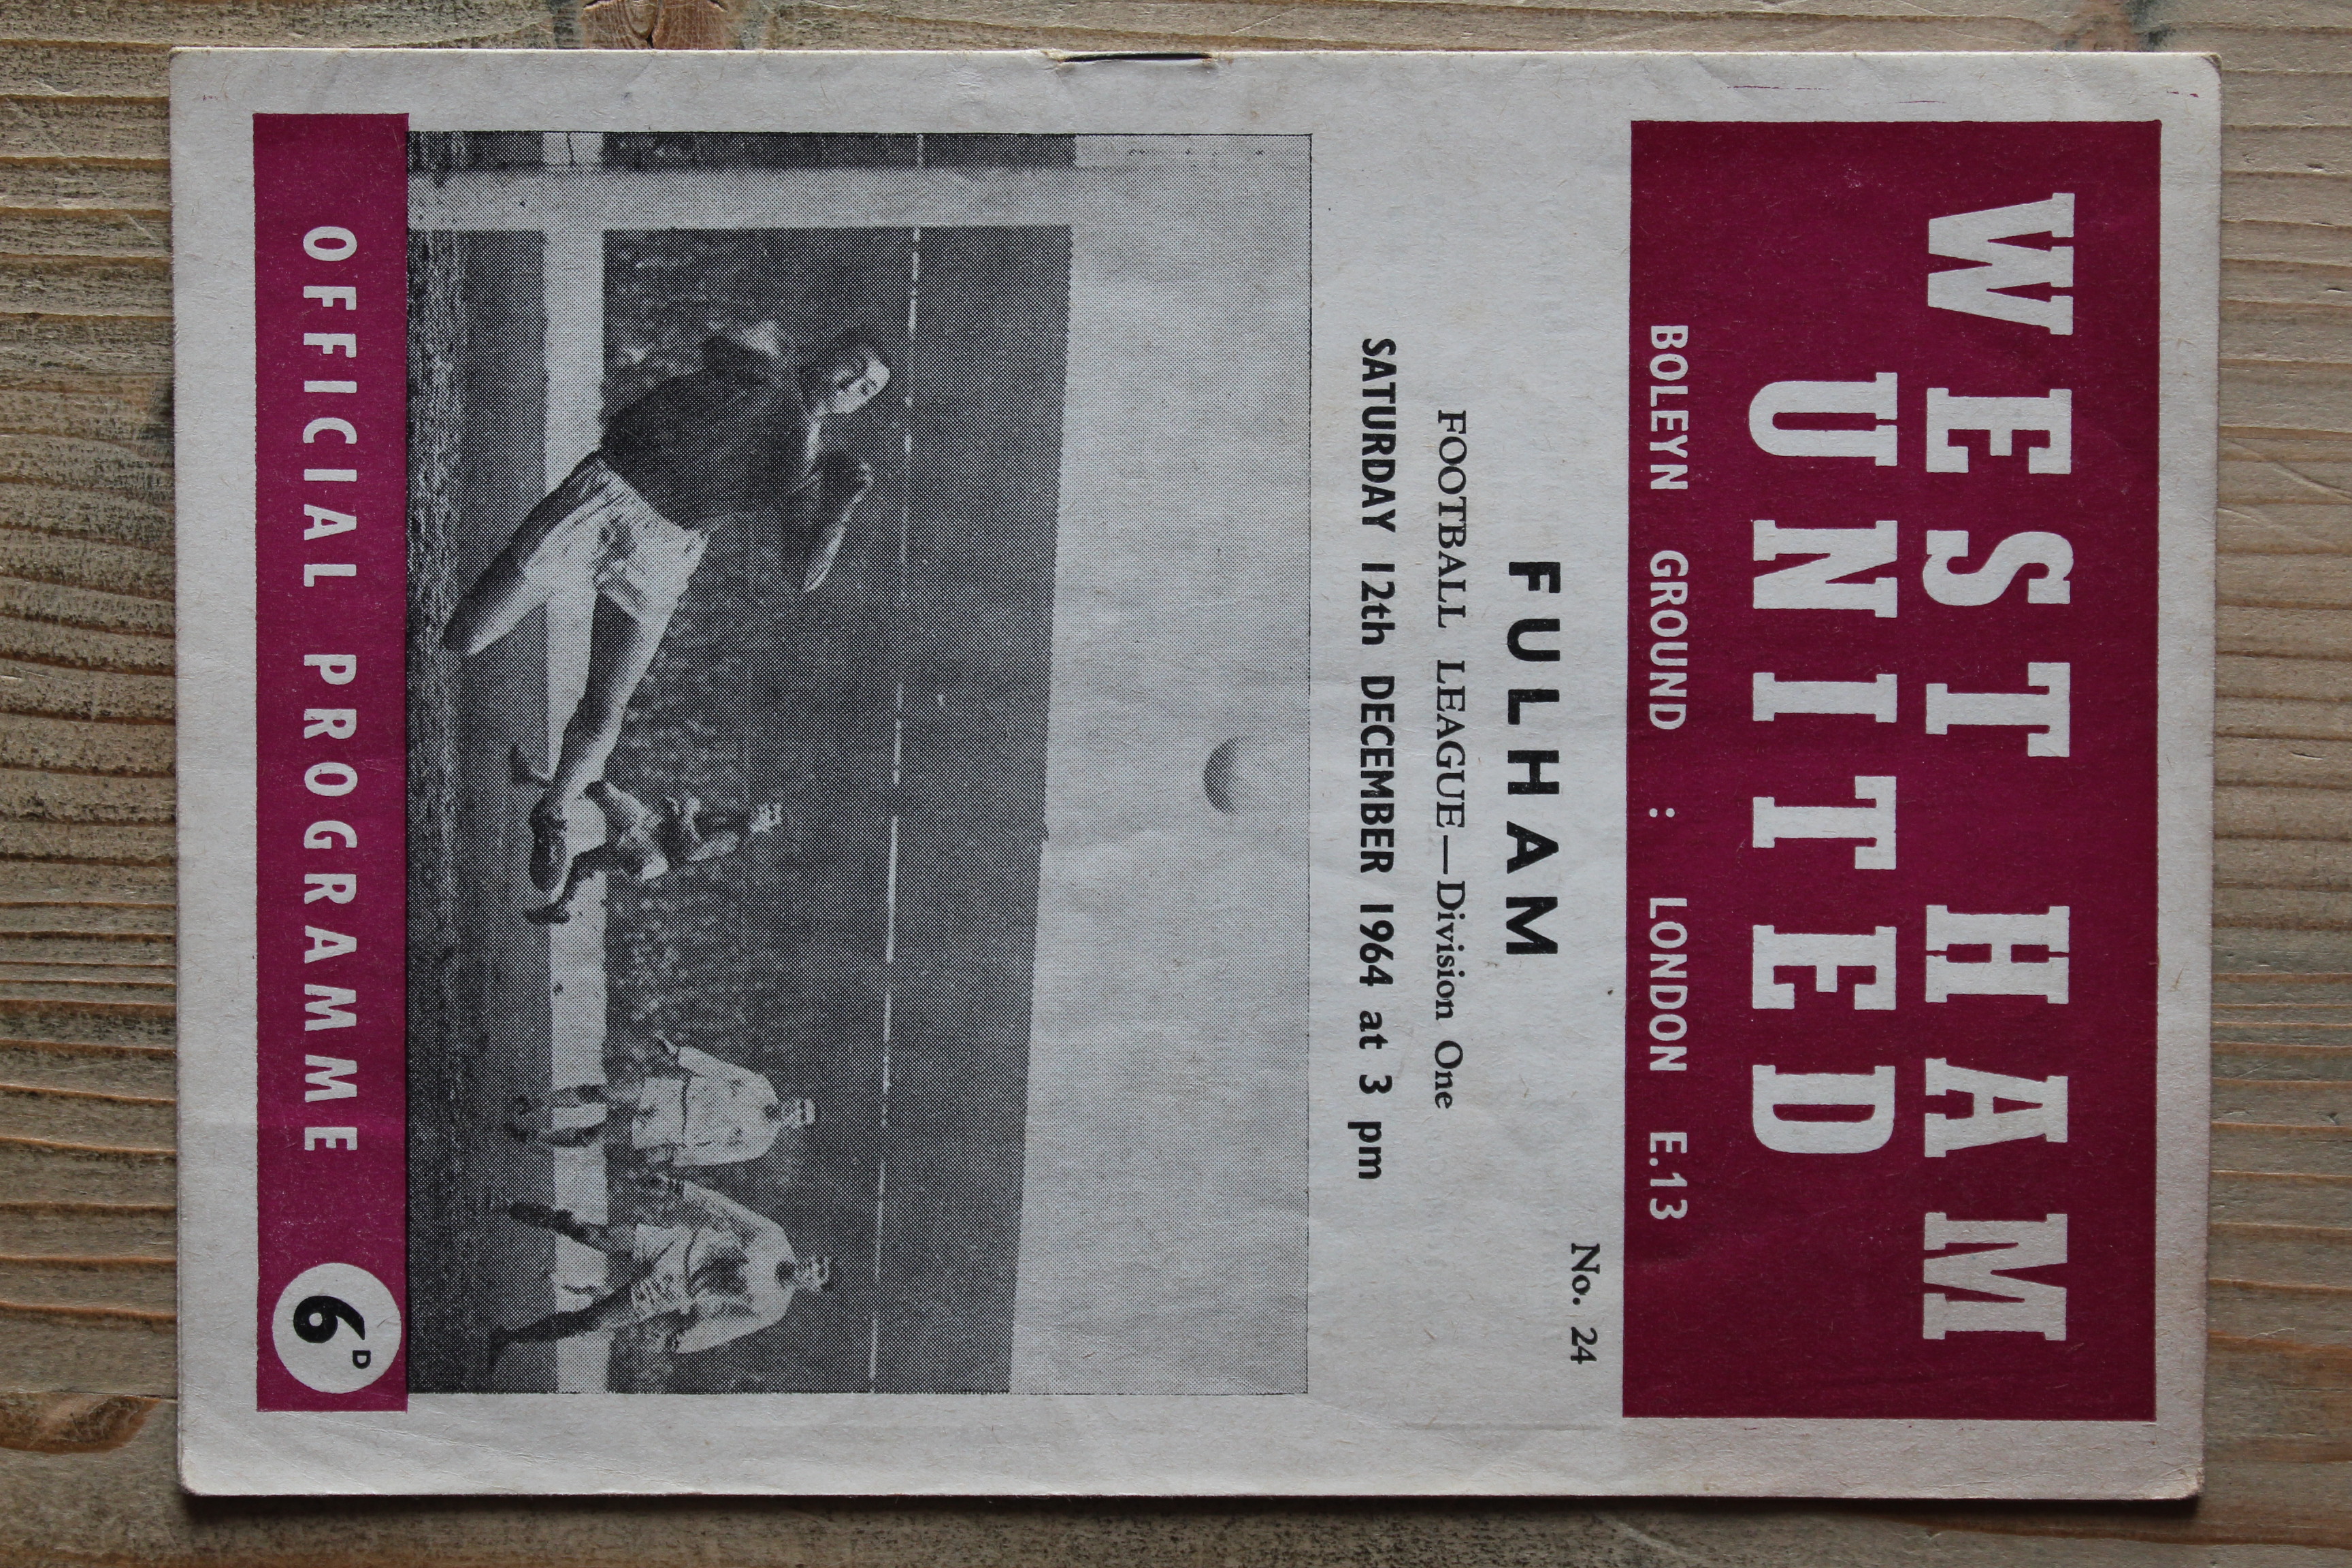 WEST HAM
UNITED
BOLEYN GROUND : LONDON E.13
No. 24
FULHAM
FOOTBALL LEAGUE—Division One
SATURDAY 12th DECEMBER 1964 at 3 pm
OFFICIAL PROGRAMME 6D